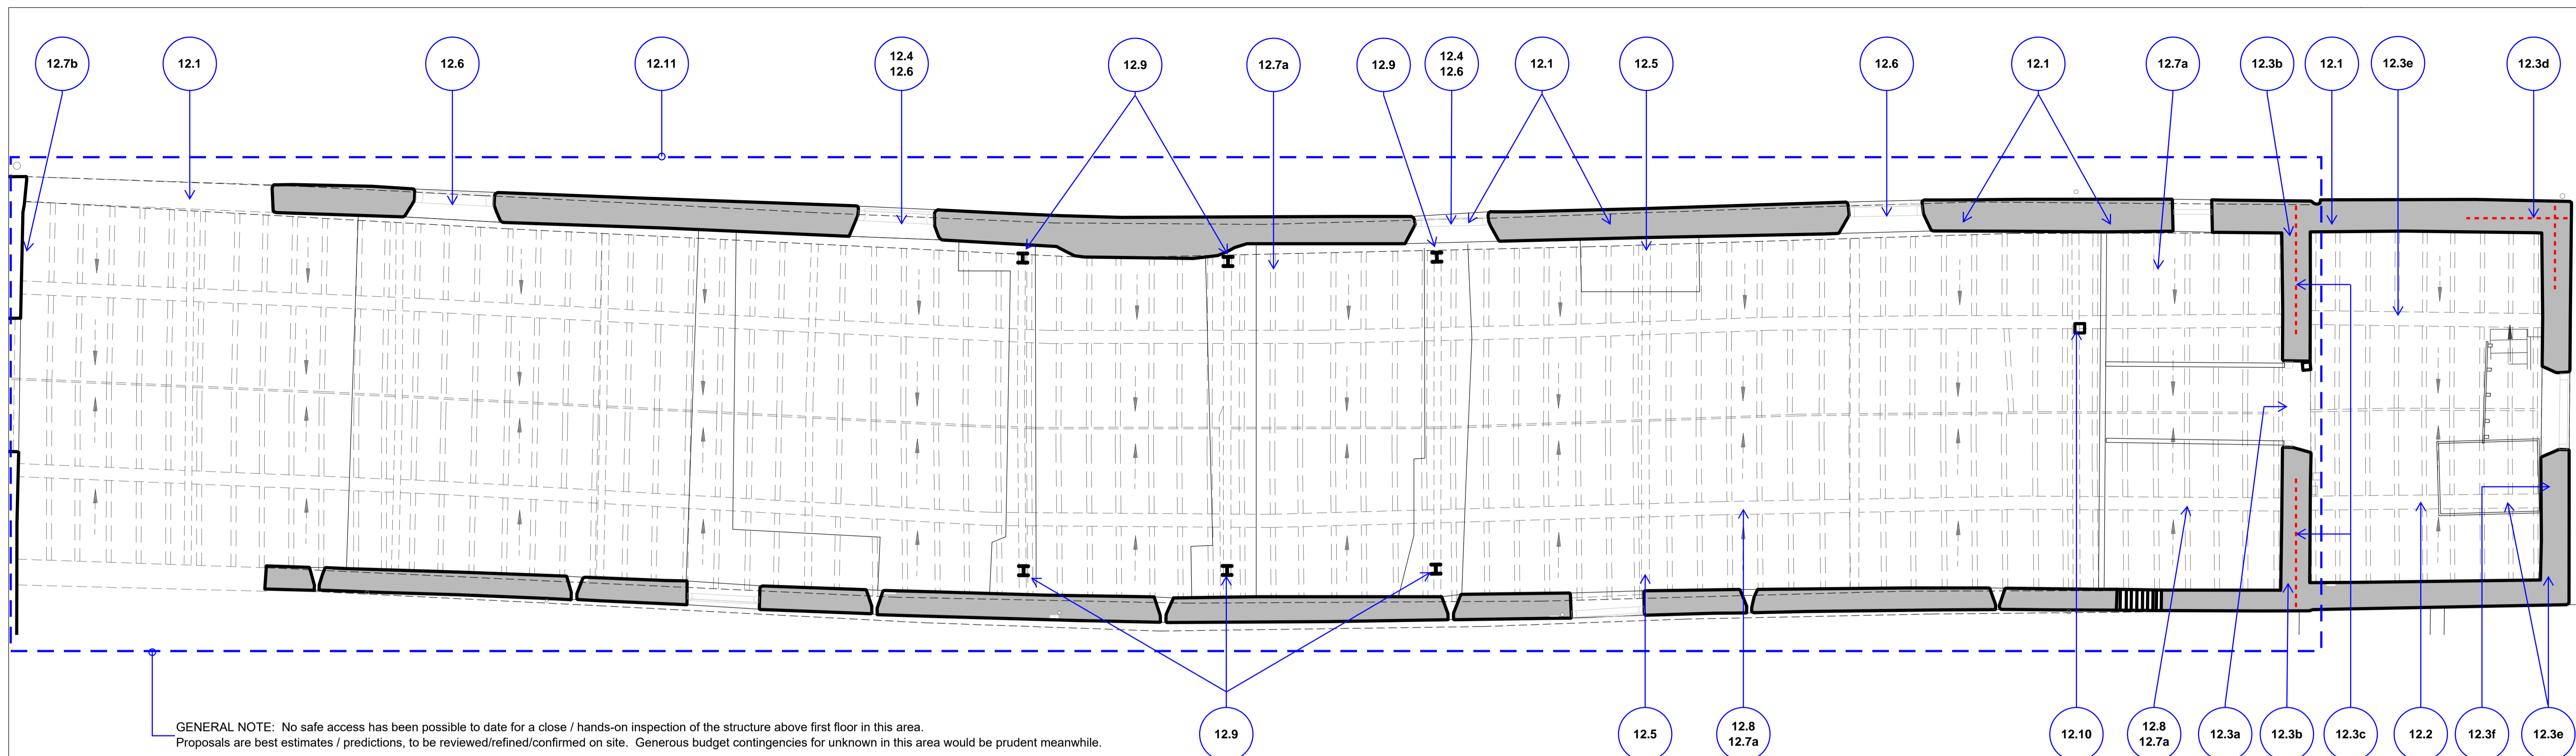 12.7b
12.1
12.6
12.11
12.4
12.6
12.9
12.7a
12.9
12.4
12.6
12.1
12.5
12.6
12.1
12.7a
12.3b
12.1
12.3e
12.3d
GENERAL NOTE: No safe access has been possible to date for a close / hands-on inspection of the structure above first floor in this area.
Proposals are best estimates / predictions, to be reviewed/refined/confirmed on site. Generous budget contingencies for unknown in this area would be prudent meanwhile.
12.9
12.5
12.8
12.7a
12.10
12.8
12.7a
12.3a
12.3b
12.3c
12.2
12.3f
12.3e